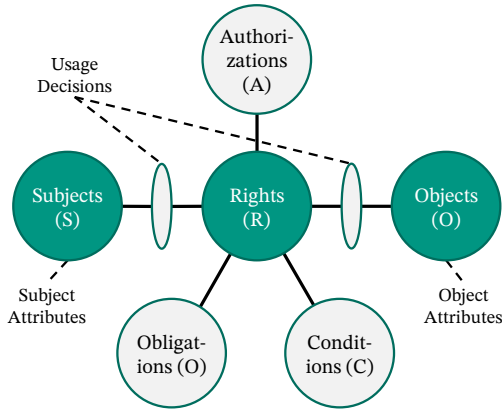 Authori-
zations
(A)
Usage
Decisions
Subjects
(S)
Rights
(R)
Objects
(O)
Subject
Attributes
Object
Attributes
Obligat-
ions (O)
Condit-
ions (C)